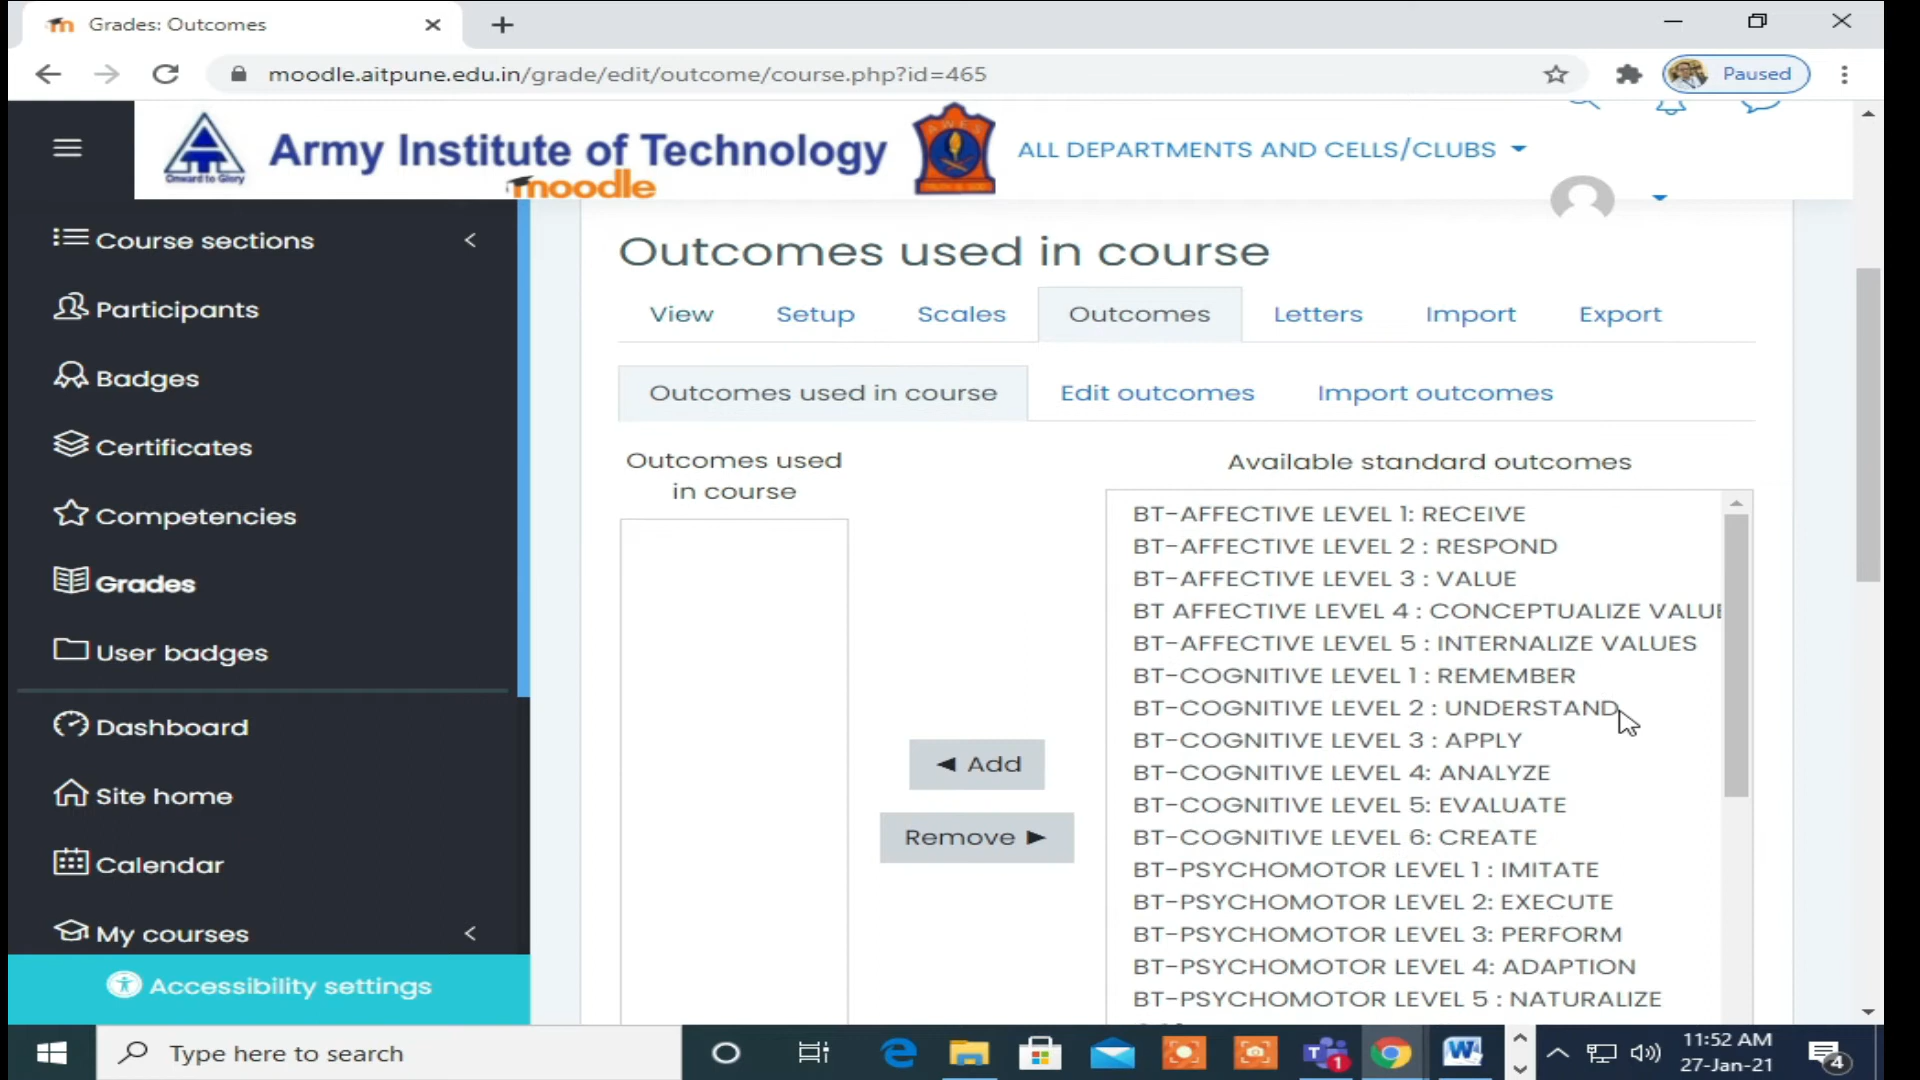 Grades: Outcomes
moodle.aitpune.edu.in/grade/edit/outcome/course.php?id=465
Paused
Onward to Glory
Army Institute of Technology
moodle
ALL DEPARTMENTS AND CELLS/CLUBS
Course sections
Participants
Badges
Certificates
Competencies
Grades
User badges
Dashboard
Site home
Calendar
My courses
Accessibility settings
Outcomes used in course
View Setup Scales Outcomes Letters Import Export
Outcomes used in course Edit outcomes Import outcomes
Outcomes used
in course
Add
Remove
Available standard outcomes
BT-AFFECTIVE LEVEL 1: RECEIVE
BT-AFFECTIVE LEVEL 2 : RESPOND
BT-AFFECTIVE LEVEL 3 : VALUE
BT AFFECTIVE LEVEL 4 : CONCEPTUALIZE VALUE
BT-AFFECTIVE LEVEL 5 : INTERNALIZE VALUES
BT-COGNITIVE LEVEL 1 : REMEMBER
BT-COGNITIVE LEVEL 2 : UNDERSTAND
BT-COGNITIVE LEVEL 3 : APPLY
BT-COGNITIVE LEVEL 4: ANALYZE
BT-COGNITIVE LEVEL 5: EVALUATE
BT-COGNITIVE LEVEL 6: CREATE
BT-PSYCHOMOTOR LEVEL 1 : IMITATE
BT-PSYCHOMOTOR LEVEL 2: EXECUTE
BT-PSYCHOMOTOR LEVEL 3: PERFORM
BT-PSYCHOMOTOR LEVEL 4: ADAPTION
BT-PSYCHOMOTOR LEVEL 5 : NATURALIZE
Type here to search
1
11:52 AM
27-Jan-21
4